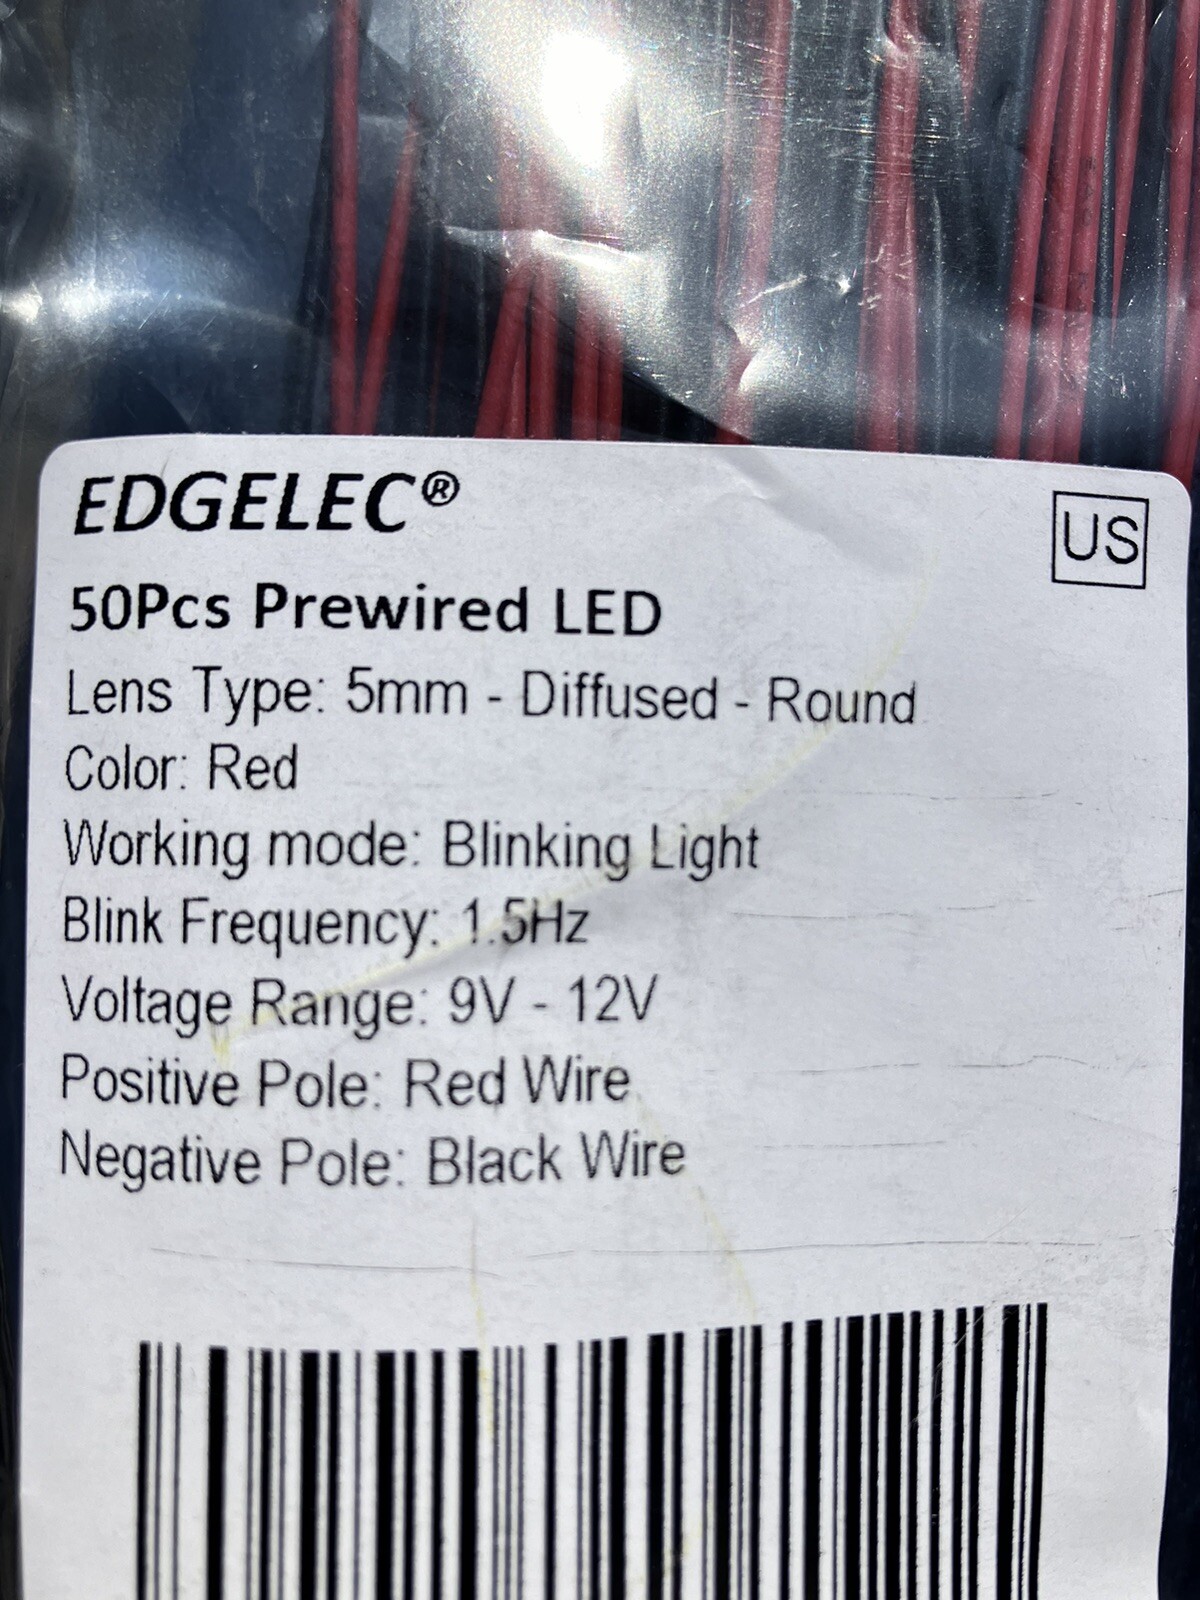 EDGELEC®
US
50Pcs Prewired LED
Lens Type: 5mm - Diffused - Round
Color: Red
Working mode: Blinking Light
Blink Frequency: 1.5Hz
Voltage Range: 9V - 12V
Positive Pole: Red Wire
Negative Pole: Black Wire